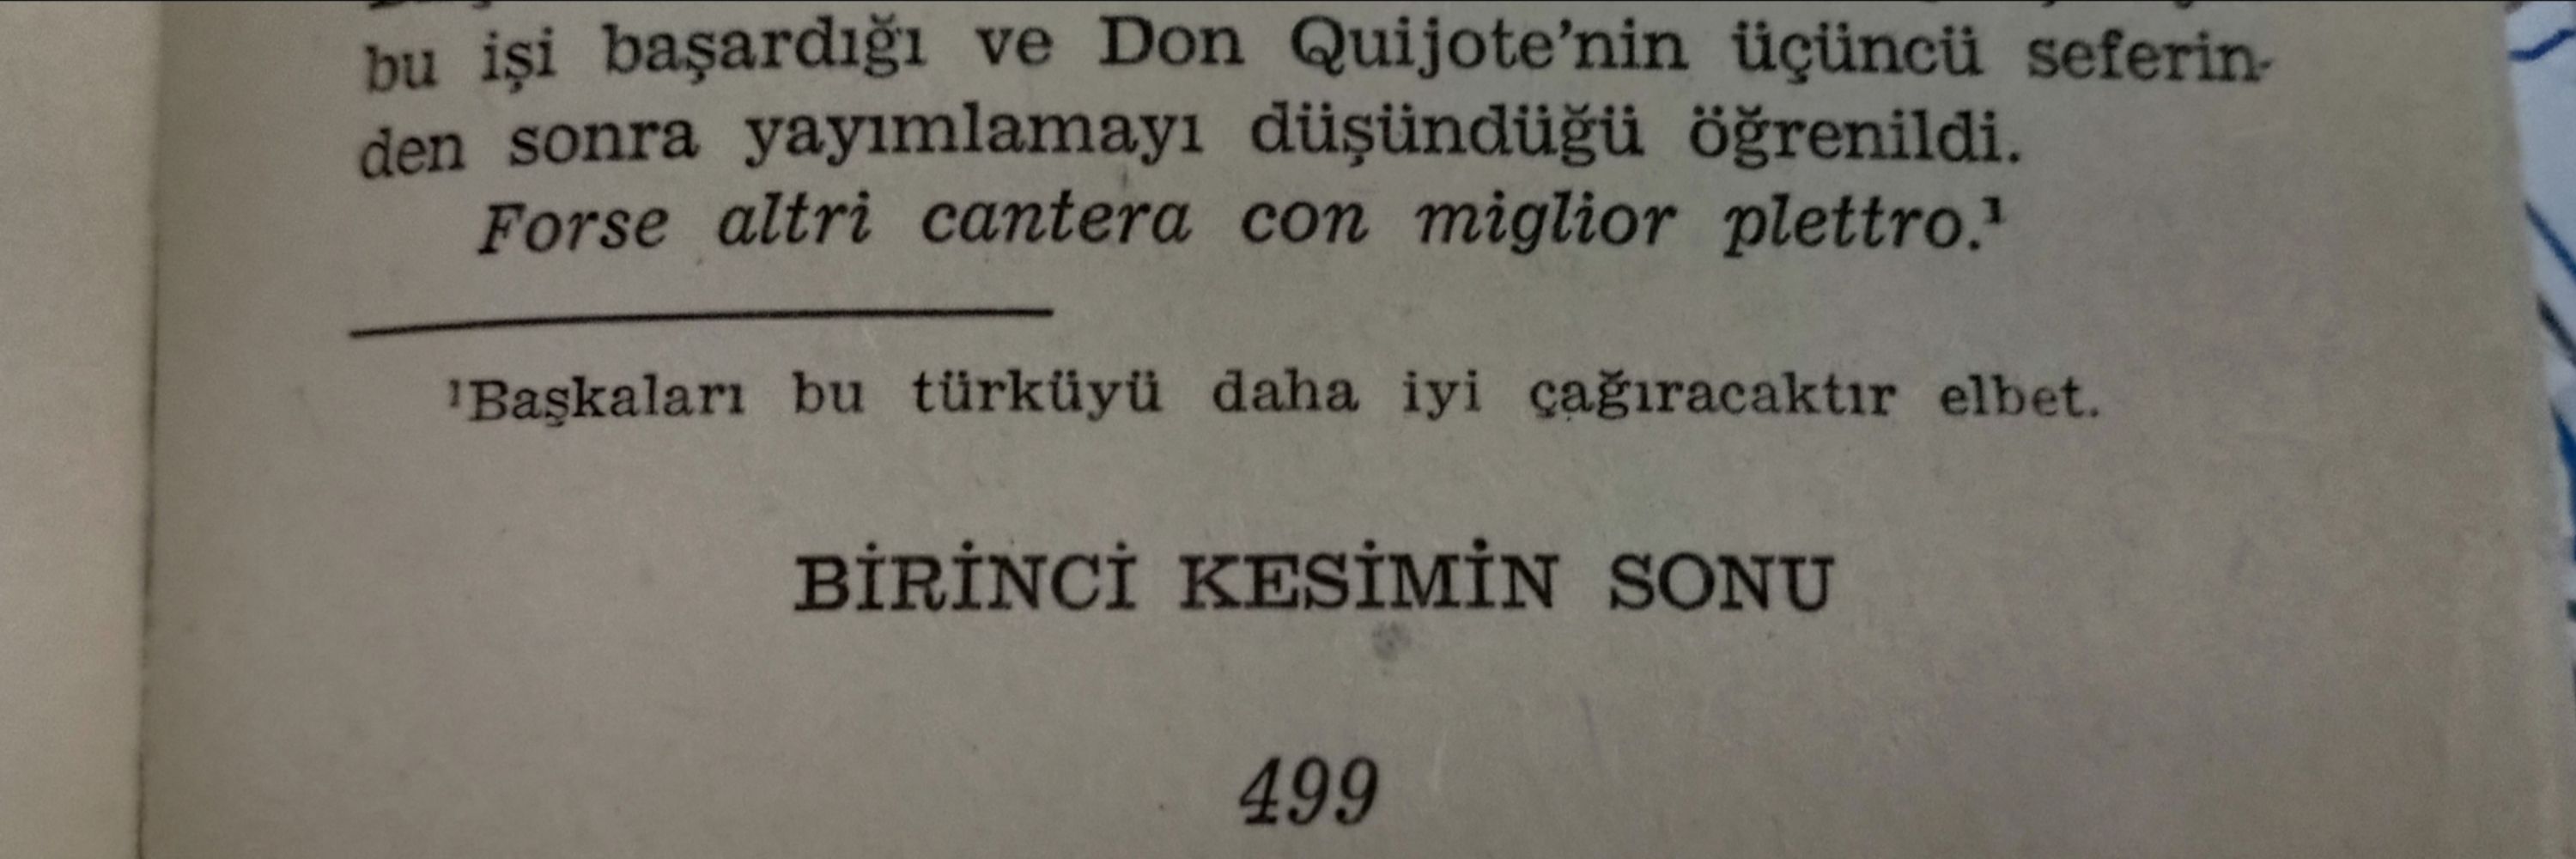 bu işi başardığı ve Don Quijote’nin üçüncü seferin-
den sonra yayımlamayı düşündüğü öğrenildi.
Forse altri cantera con miglior plettro.¹
¹Başkaları bu türküyü daha iyi çağıracaktır elbet.
BİRİNCİ KESİMİN SONU
499